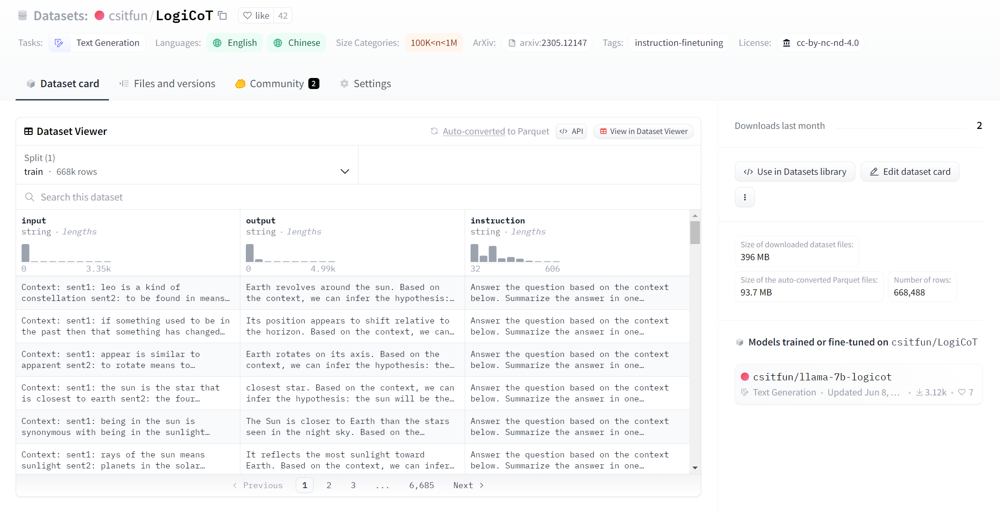 Datasets: csitfun/LogiCoT like 42
Tasks: Text Generation Languages: English Chinese Size Categories: 100K<n<1M ArXiv: arxiv:2305.12147 Tags: instruction-finetuning License: cc-by-nc-nd-4.0
Dataset card Files and versions Community 2 Settings
Dataset Viewer Auto-converted to Parquet </> API View in Dataset Viewer
Split (1)
train · 668k rows
Search this dataset
input output instruction
string · lengths string · lengths string · lengths
0 3.35k 0 4.99k 32 606
Context: sent1: leo is a kind of
constellation sent2: to be found in means…
Earth revolves around the sun. Based on
the context, we can infer the hypothesis:…
Answer the question based on the context
below. Summarize the answer in one…
Context: sent1: if something used to be in
the past then that something has changed…
Its position appears to shift relative to
the horizon. Based on the context, we can…
Answer the question based on the context
below. Summarize the answer in one…
Context: sent1: appear is similar to
apparent sent2: to rotate means to…
Earth rotates on its axis. Based on the
context, we can infer the hypothesis: the…
Answer the question based on the context
below. Summarize the answer in one…
Context: sent1: the sun is the star that
is closest to earth sent2: the four…
closest star. Based on the context, we can
infer the hypothesis: the sun will be the…
Answer the question based on the context
below. Summarize the answer in one…
Context: sent1: being in the sun is
synonymous with being in the sunlight…
The Sun is closer to Earth than the stars
seen in the night sky. Based on the…
Answer the question based on the context
below. Summarize the answer in one…
Context: sent1: rays of the sun means
sunlight sent2: planets in the solar…
It reflects the most sunlight toward
Earth. Based on the context, we can infer…
Answer the question based on the context
below. Summarize the answer in one…
< Previous 1 2 3 ... 6,685 Next >
Downloads last month 2
</> Use in Datasets library Edit dataset card
Size of downloaded dataset files:
396 MB
Size of the auto-converted Parquet files:
93.7 MB
Number of rows:
668,488
Models trained or fine-tuned on csitfun/LogiCoT
csitfun/llama-7b-logicot
Text Generation • Updated Jun 8, … • 3.12k • 7